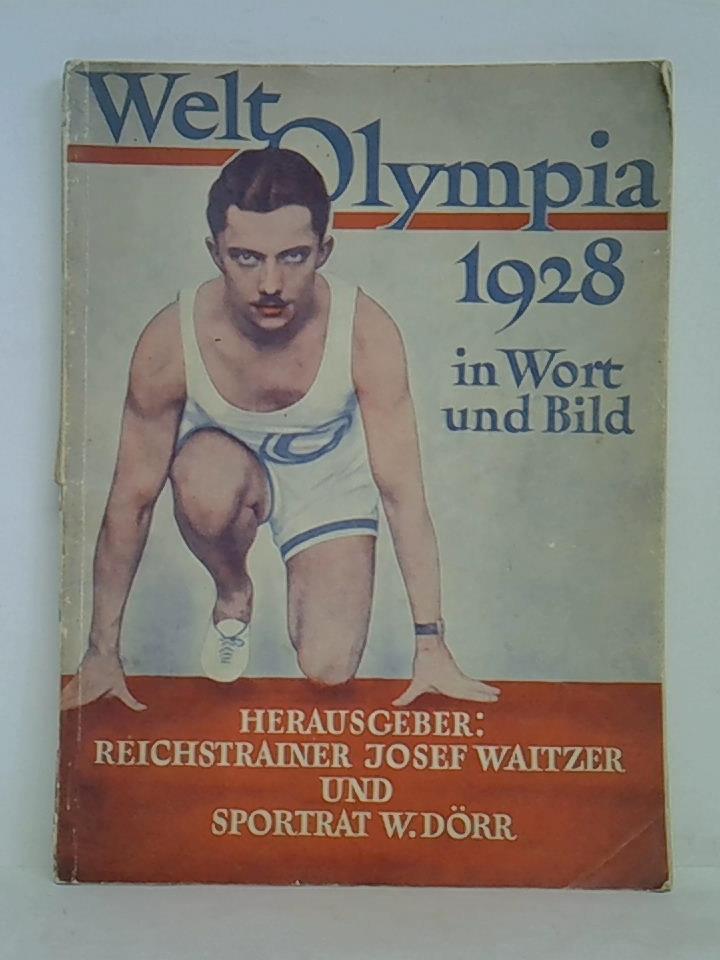 Welt
Olympia
1928
in Wort
und Bild
HERAUSGEBER:
REICHSTRAINER JOSEF WAITZER
UND
SPORTRAT W. DÖRR